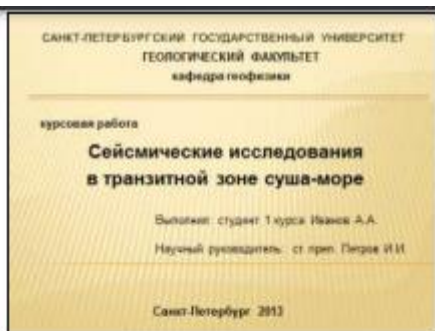 САНКТ-ПЕТЕРБУРГСКИЙ ГОСУДАРСТВЕННЫЙ УНИВЕРСИТЕТ
ГЕОЛОГИЧЕСКИЙ ФАКУЛЬТЕТ
кафедра геофизики
курсовая работа
Сейсмические исследования
в транзитной зоне суша-море
Выполнил: студент 1 курса Иванов А.А.
Научный руководитель: ст. преп. Петров И.И.
Санкт-Петербург 2013